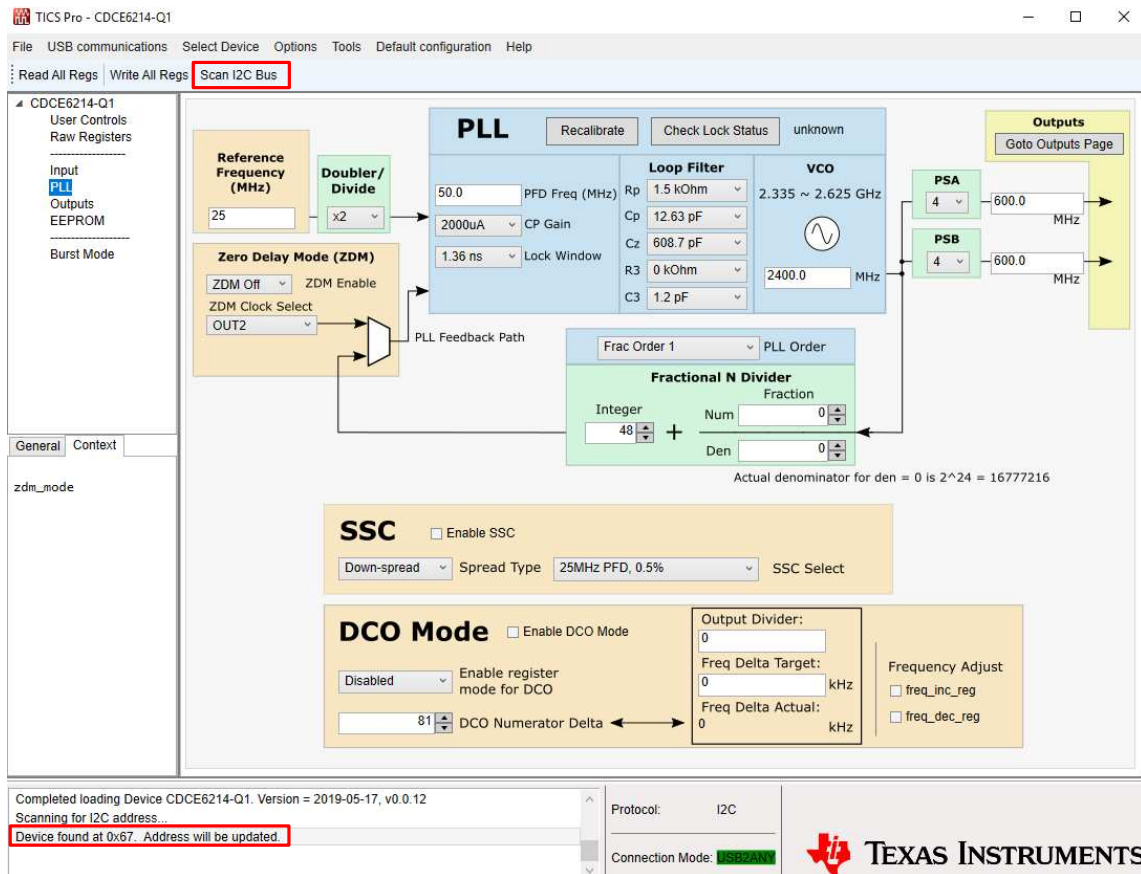 TICS Pro - CDCE6214-Q1
File USB communications Select Device Options Tools Default configuration Help
Read All Regs Write All Regs Scan I2C Bus
CDCE6214-Q1
User Controls
Raw Registers
------------------
Input
PLL
Outputs
EEPROM
-------------------
Burst Mode
General Context
zdm_mode
Reference
Frequency
(MHz)
25
Doubler/
Divide
x2
Zero Delay Mode (ZDM)
ZDM Off ZDM Enable
ZDM Clock Select
OUT2
PLL Feedback Path
PLL Recalibrate Check Lock Status unknown
50.0 PFD Freq (MHz)
2000uA CP Gain
1.36 ns Lock Window
Loop Filter
Rp 1.5 kOhm
Cp 12.63 pF
Cz 608.7 pF
R3 0 kOhm
C3 1.2 pF
VCO
2.335 ~ 2.625 GHz
2400.0 MHz
PSA
4
600.0
MHz
PSB
4
600.0
MHz
Outputs
Goto Outputs Page
Frac Order 1 PLL Order
Fractional N Divider
Fraction
Integer
48 +
Num 0
Den 0
Actual denominator for den = 0 is 2^24 = 16777216
SSC Enable SSC
Down-spread Spread Type 25MHz PFD, 0.5% SSC Select
DCO Mode Enable DCO Mode
Disabled Enable register
mode for DCO
81 DCO Numerator Delta
Output Divider:
0
Freq Delta Target:
0 kHz
Freq Delta Actual:
0 kHz
Frequency Adjust
freq_inc_reg
freq_dec_reg
Completed loading Device CDCE6214-Q1. Version = 2019-05-17, v0.0.12
Scanning for I2C address...
Device found at 0x67. Address will be updated.
Protocol: I2C
Connection Mode: USB2ANY
TEXAS INSTRUMENTS